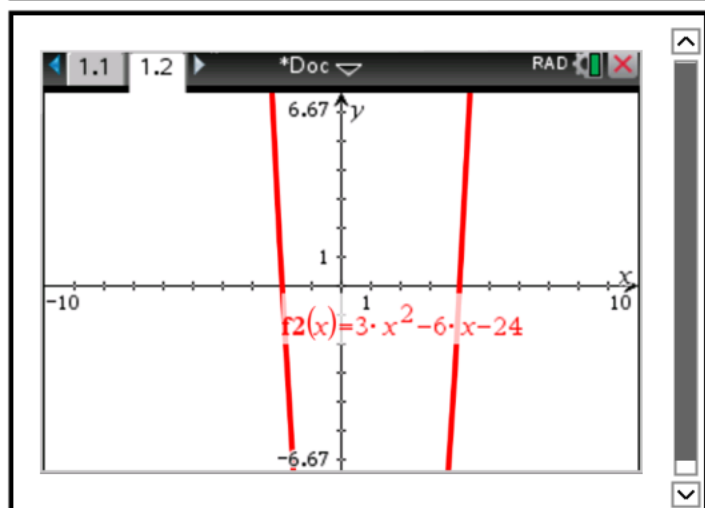 1.1 1.2 *Doc RAD
6.67 y
1
x
-10 1 10
f2(x)=3·x²-6·x-24
-6.67